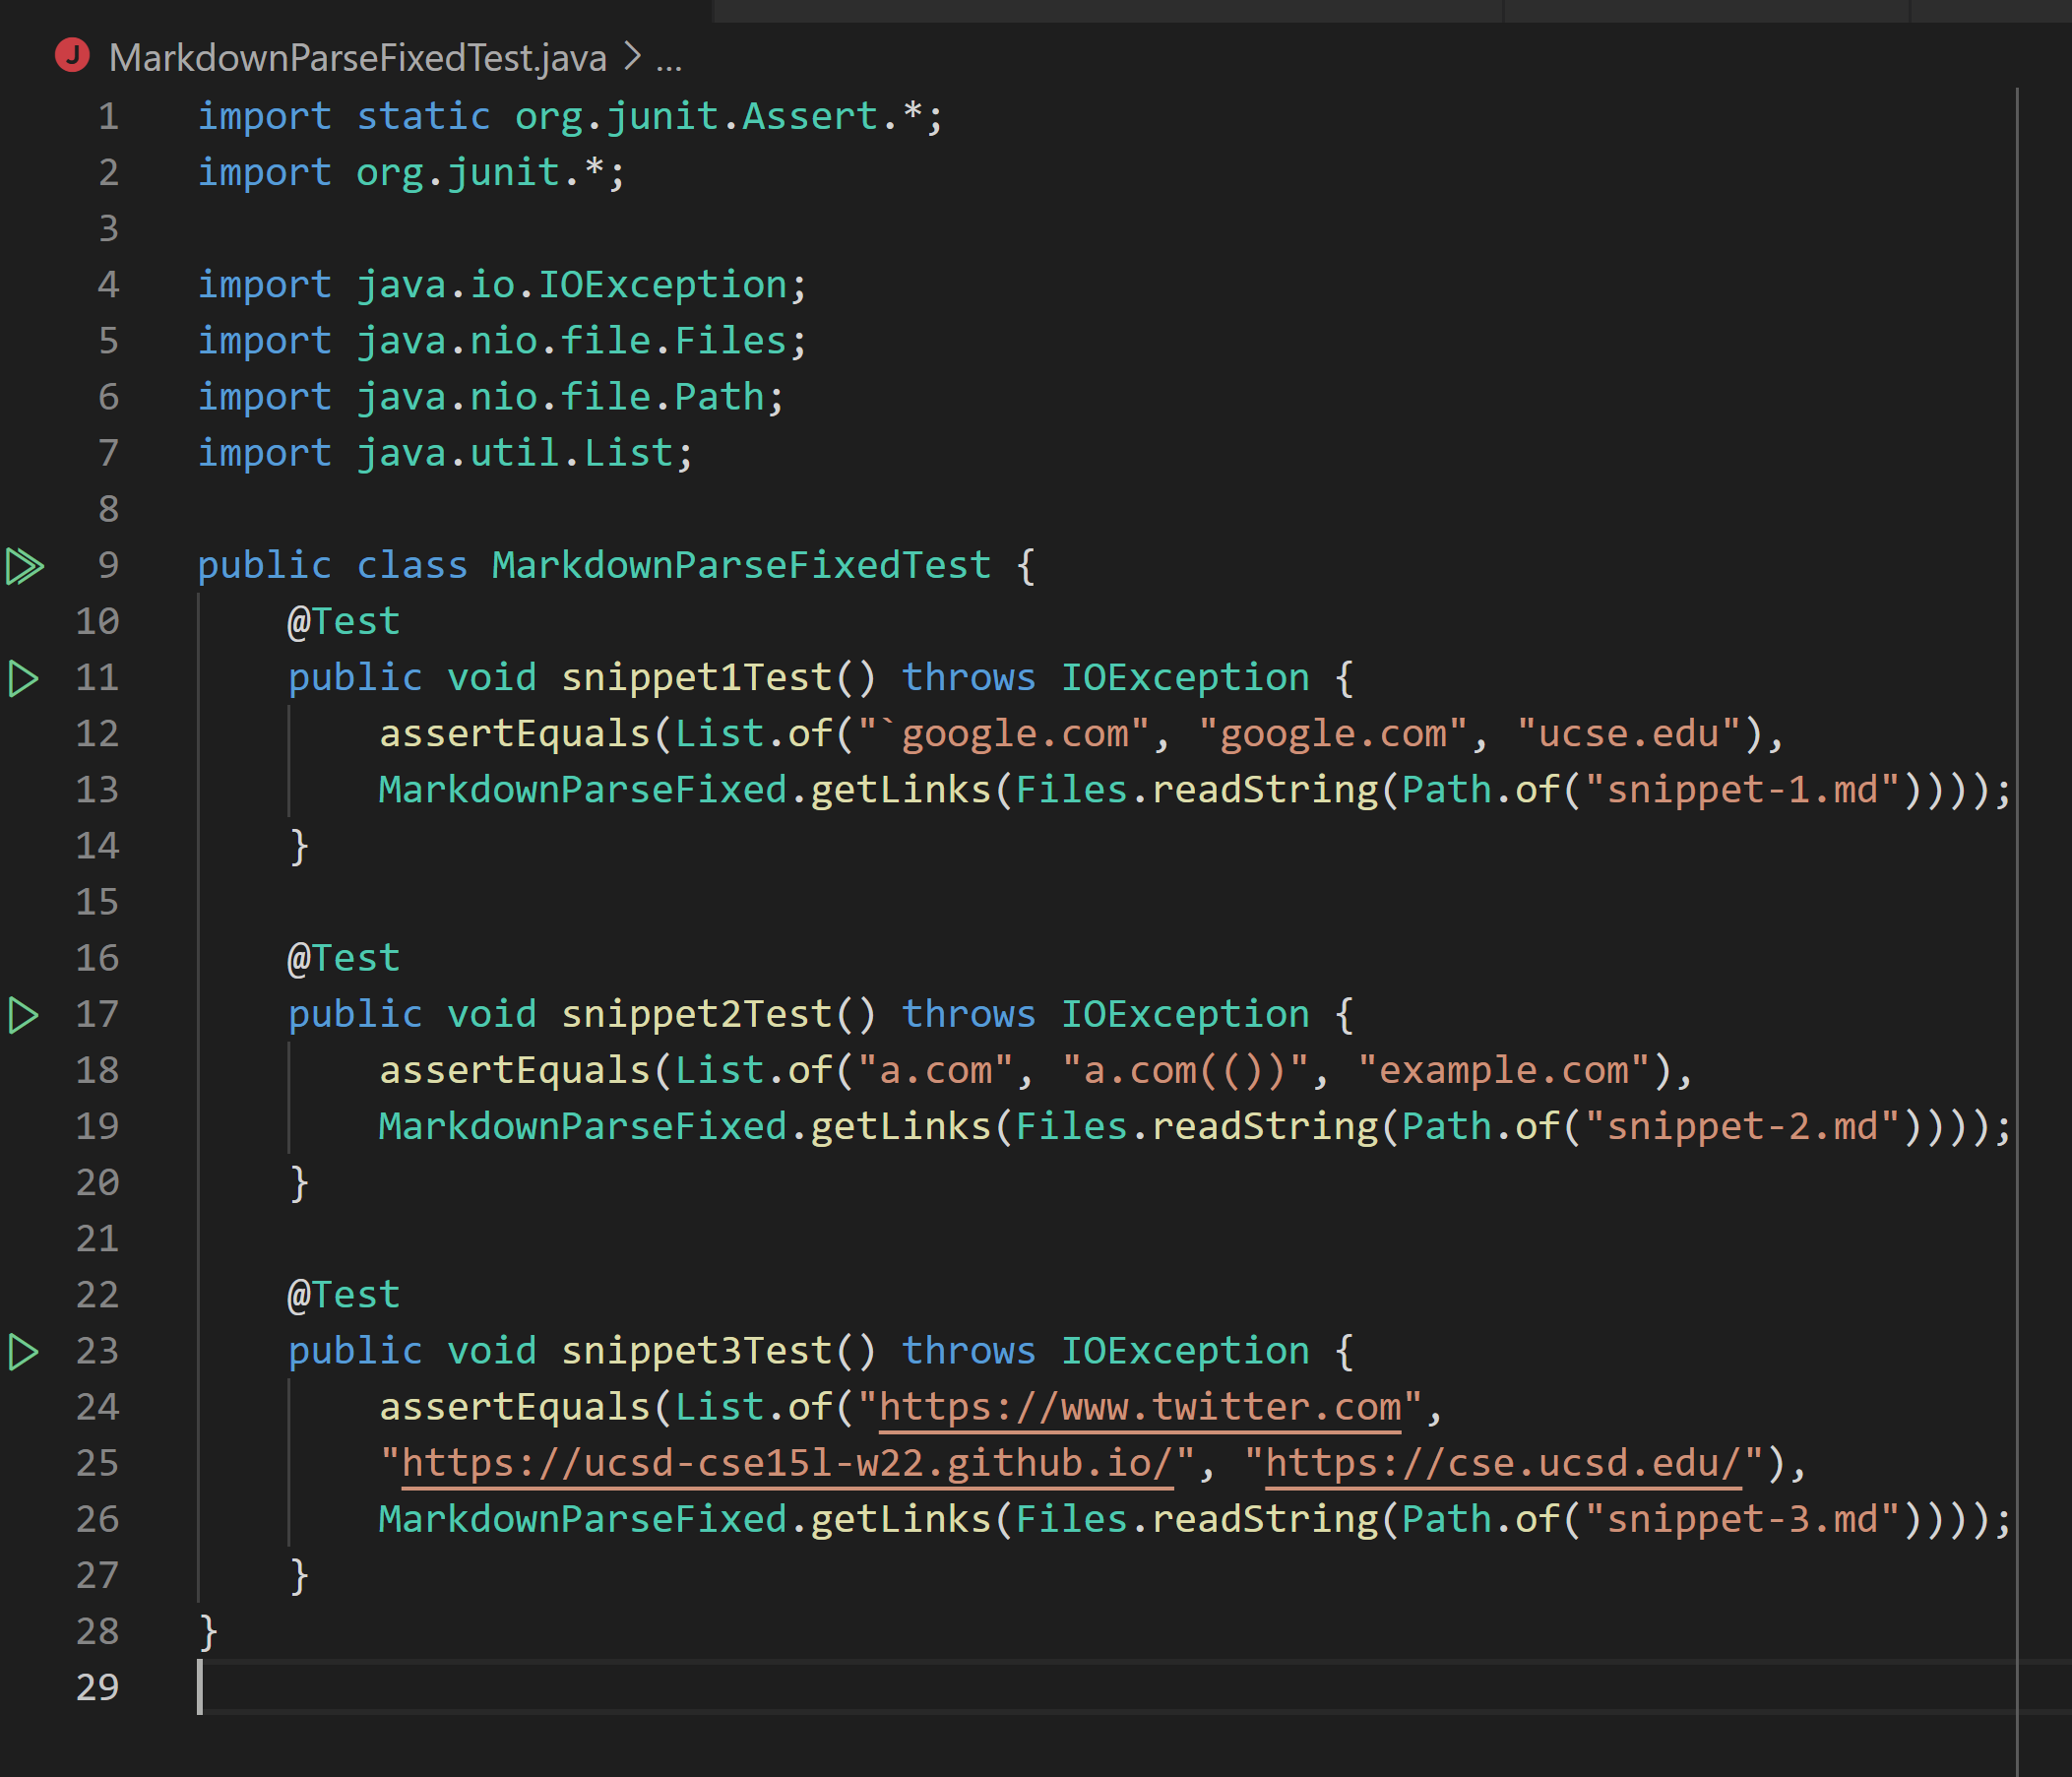 J MarkdownParseFixedTest.java > ...
1 import static org.junit.Assert.*;
2 import org.junit.*;
3
4 import java.io.IOException;
5 import java.nio.file.Files;
6 import java.nio.file.Path;
7 import java.util.List;
8
9 public class MarkdownParseFixedTest {
10     @Test
11     public void snippet1Test() throws IOException {
12         assertEquals(List.of("`google.com", "google.com", "ucse.edu"),
13         MarkdownParseFixed.getLinks(Files.readString(Path.of("snippet-1.md"))));
14     }
15
16     @Test
17     public void snippet2Test() throws IOException {
18         assertEquals(List.of("a.com", "a.com(())", "example.com"),
19         MarkdownParseFixed.getLinks(Files.readString(Path.of("snippet-2.md"))));
20     }
21
22     @Test
23     public void snippet3Test() throws IOException {
24         assertEquals(List.of("https://www.twitter.com",
25         "https://ucsd-cse15l-w22.github.io/", "https://cse.ucsd.edu/"),
26         MarkdownParseFixed.getLinks(Files.readString(Path.of("snippet-3.md"))));
27     }
28 }
29